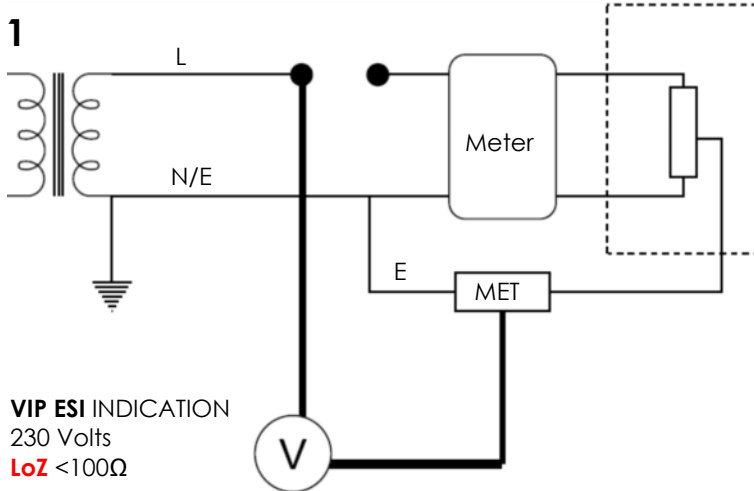 1
L
Meter
N/E
E
MET
V
VIP ESI INDICATION
230 Volts
LoZ <100Ω